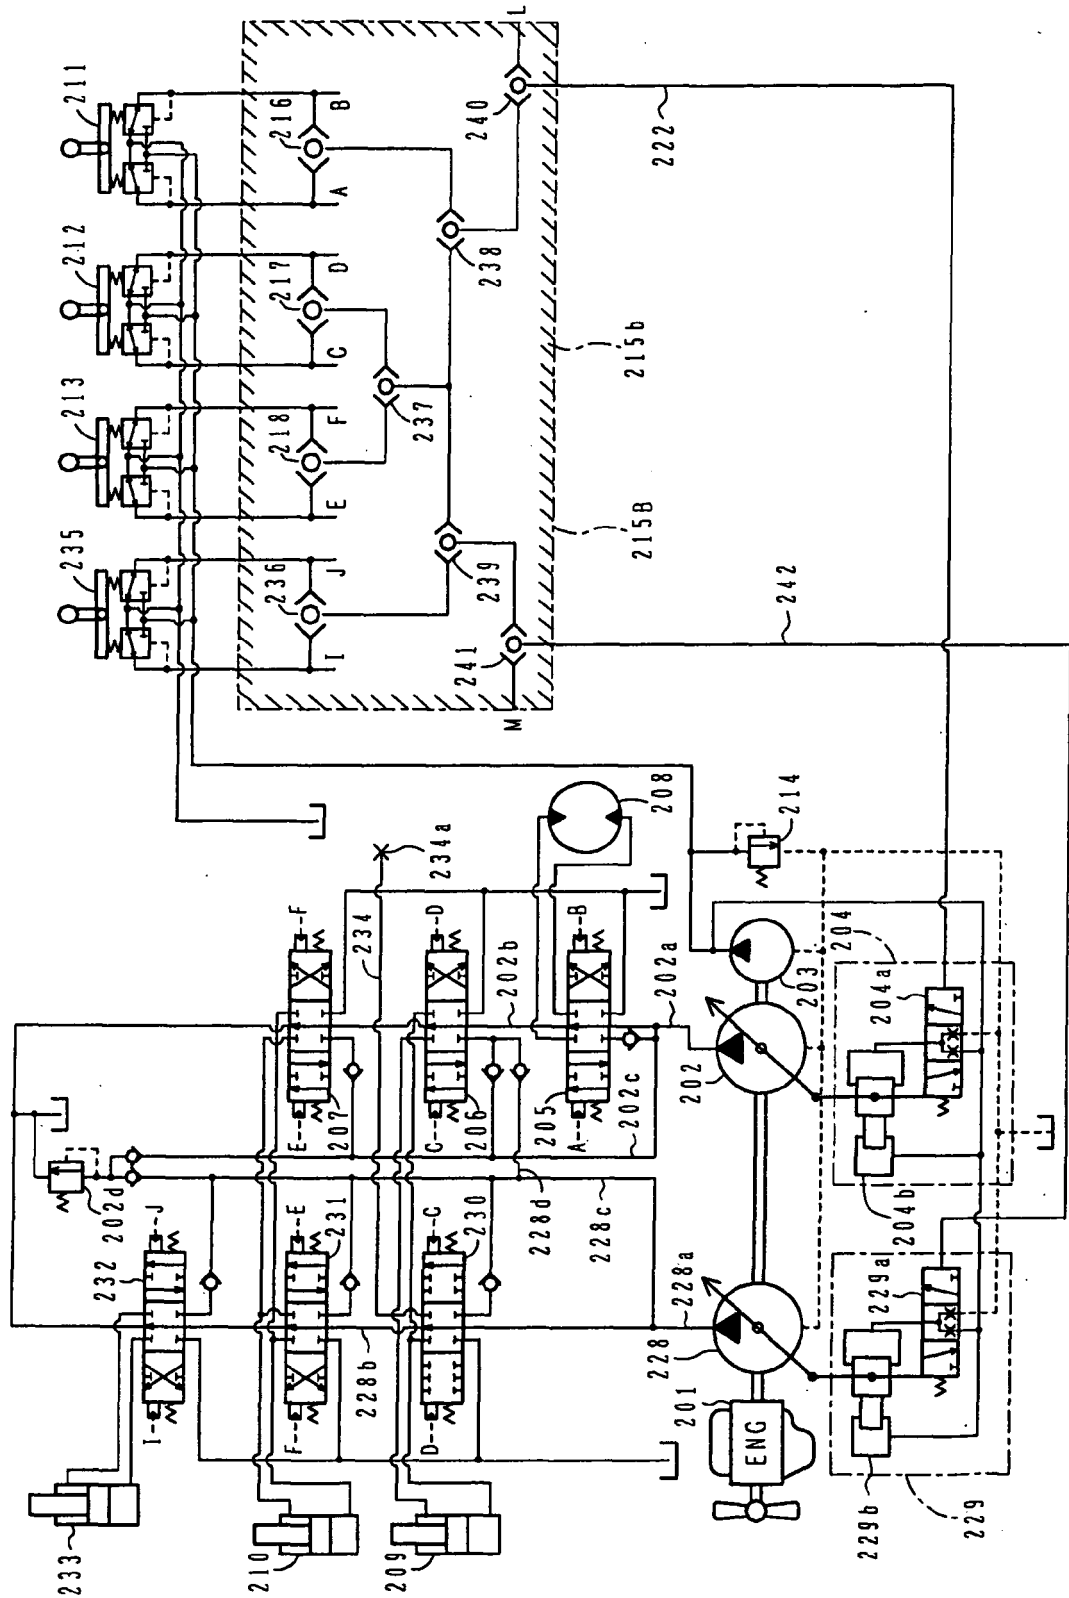 211
212
213
235
216
217
218
236
B
A
D
C
F
E
J
I
L
240
238
237
239
241
M
222
215b
215B
242
208
234a
234
F
D
B
202b
202a
E
207
C
206
A
205
202c
202d
J
232
E
231
C
230
228d
228c
I
F
D
228b
228a
233
210
209
214
203
202
204
204a
204b
228
201
ENG
229a
229b
229